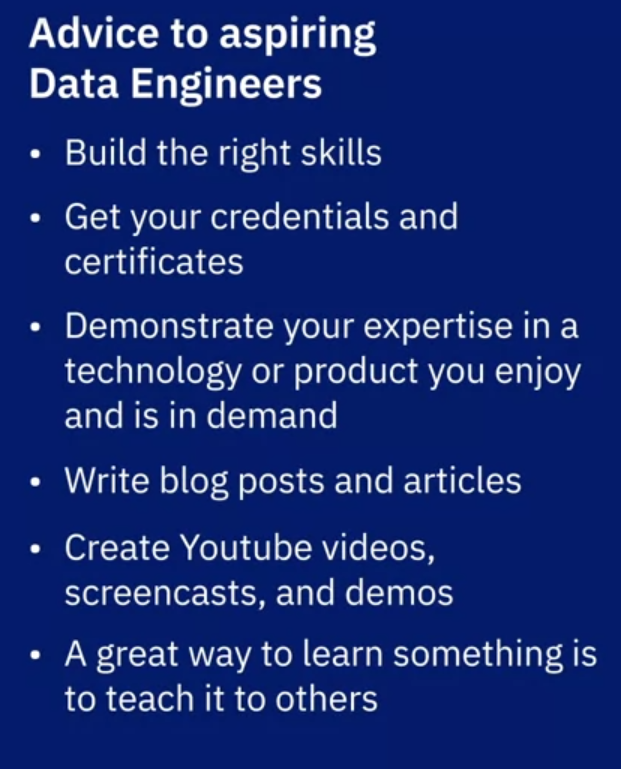 Advice to aspiring
Data Engineers
• Build the right skills
• Get your credentials and
certificates
• Demonstrate your expertise in a
technology or product you enjoy
and is in demand
• Write blog posts and articles
• Create Youtube videos,
screencasts, and demos
• A great way to learn something is
to teach it to others